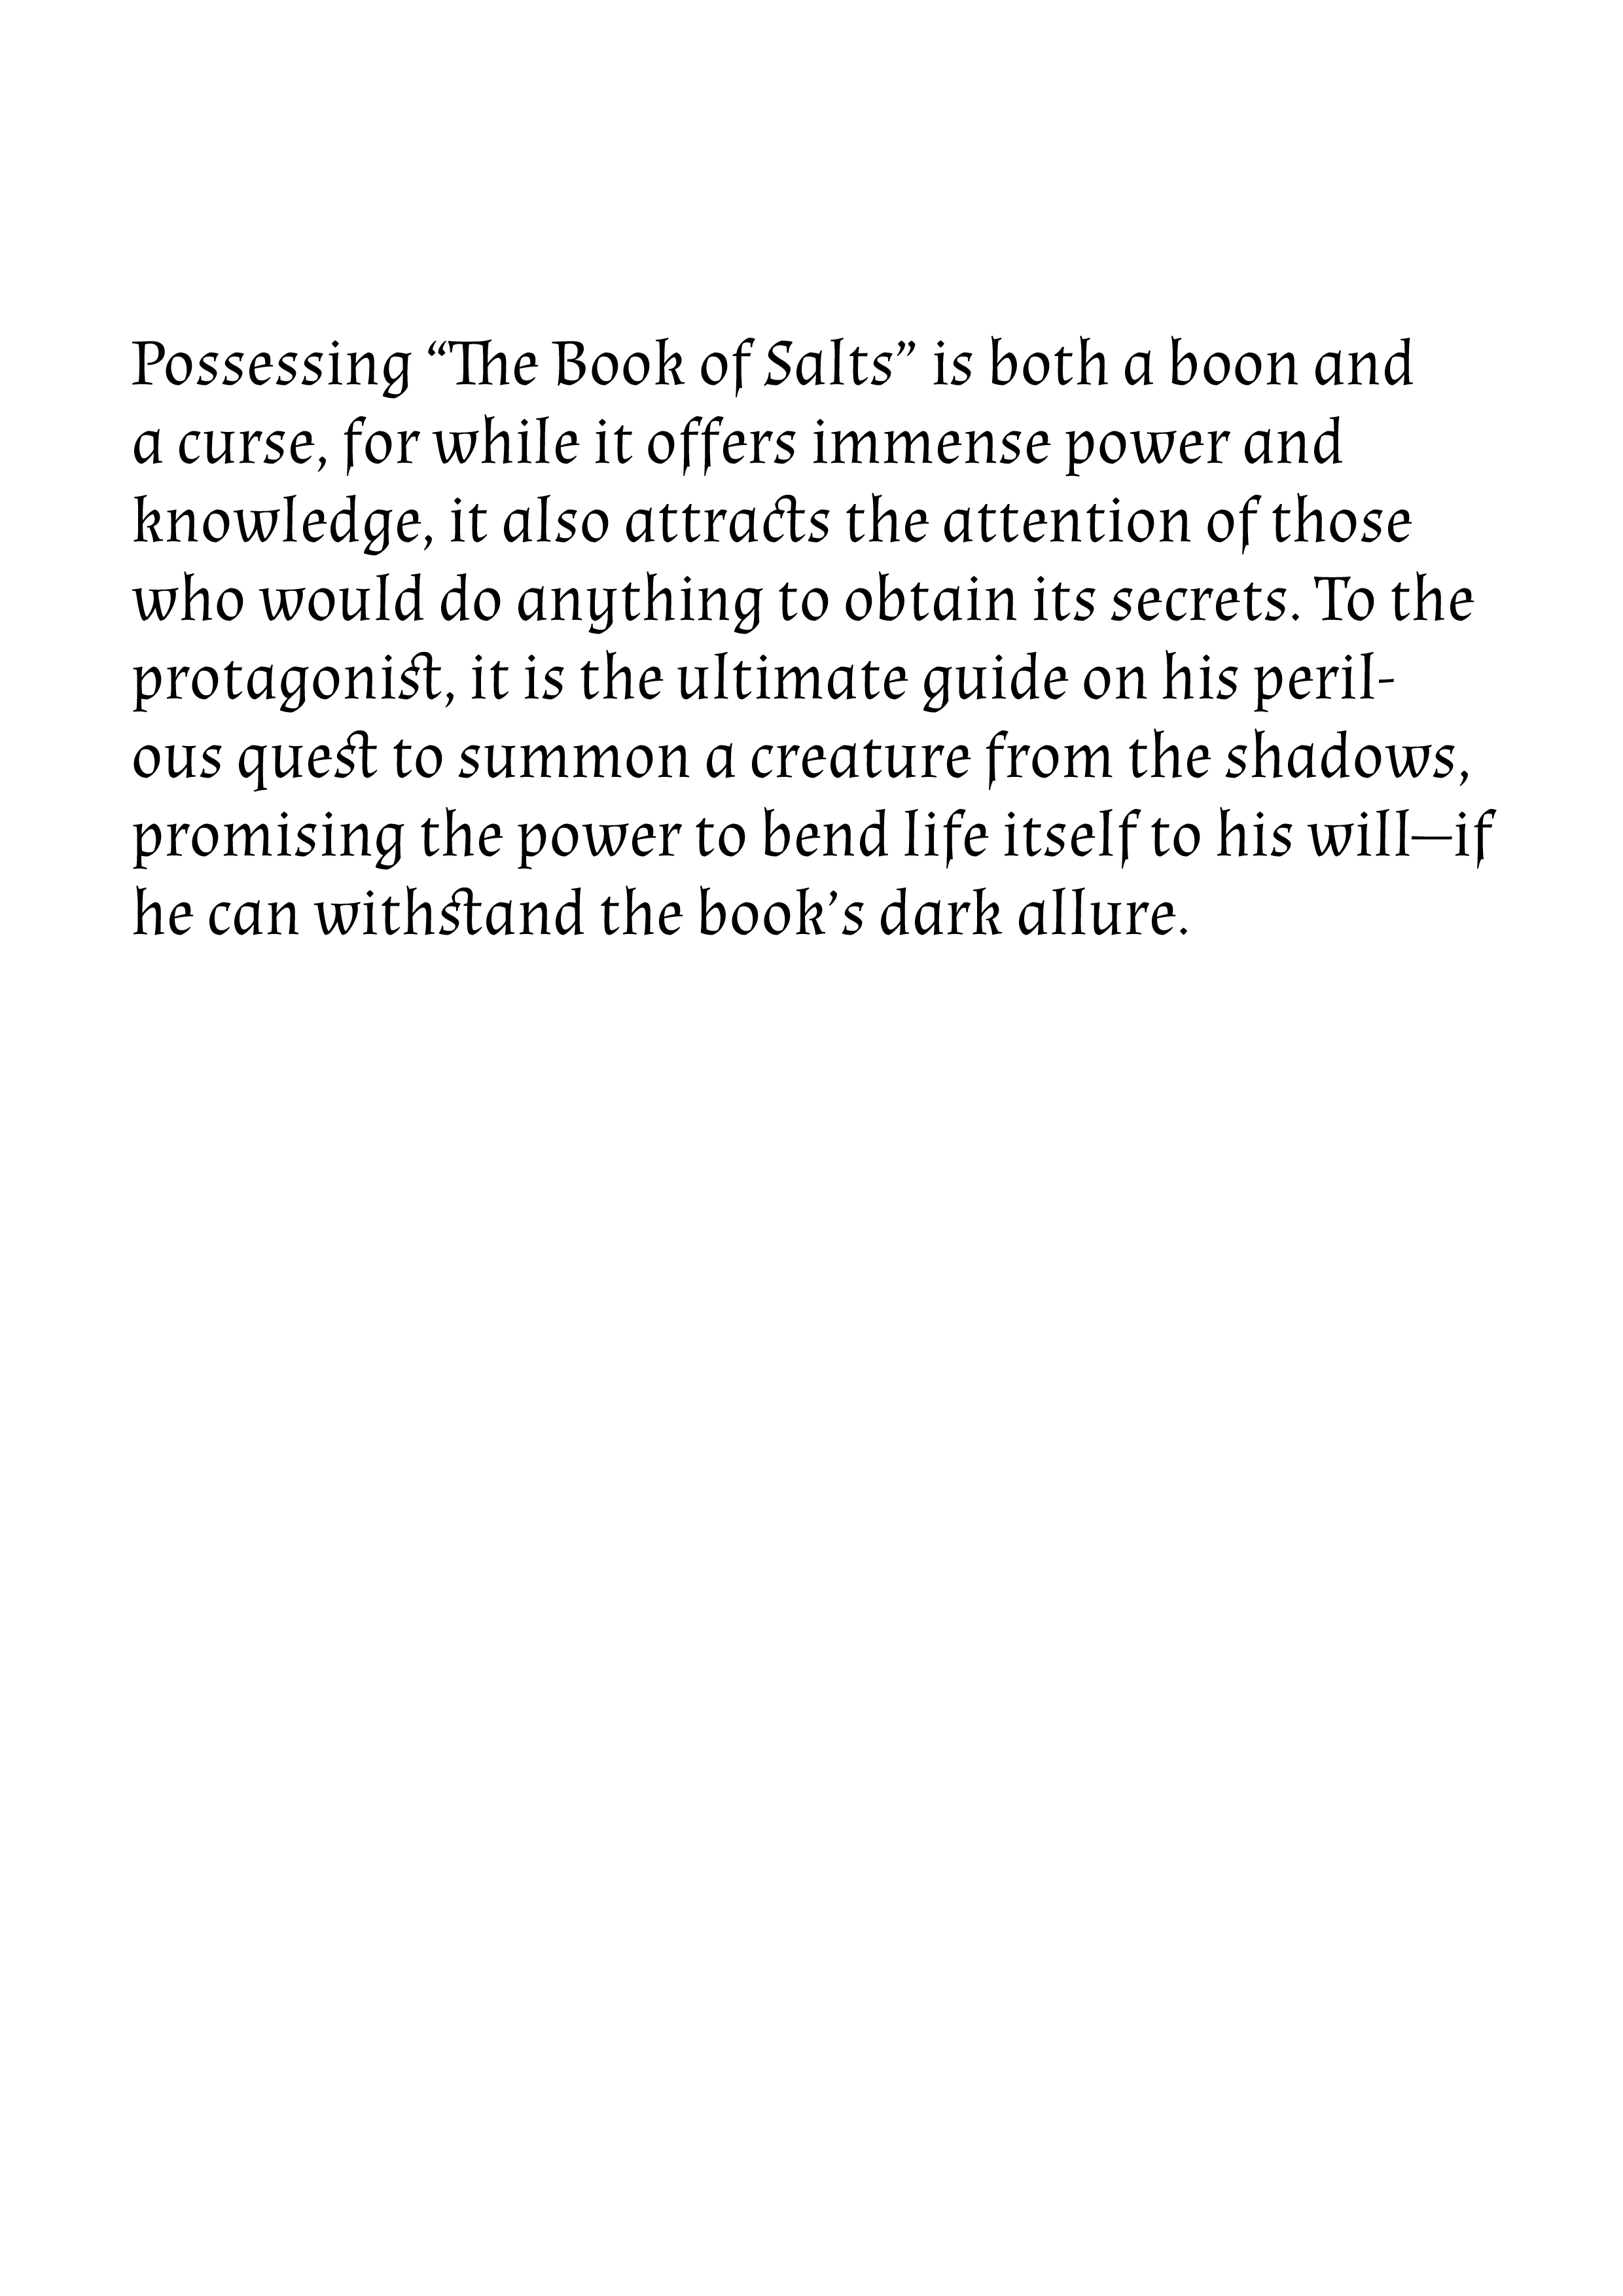 Possessing “The Book of Salts” is both a boon and
a curse, for while it offers immense power and
knowledge, it also attracts the attention of those
who would do anything to obtain its secrets. To the
protagonist, it is the ultimate guide on his peril-
ous quest to summon a creature from the shadows,
promising the power to bend life itself to his will—if
he can withstand the book’s dark allure.